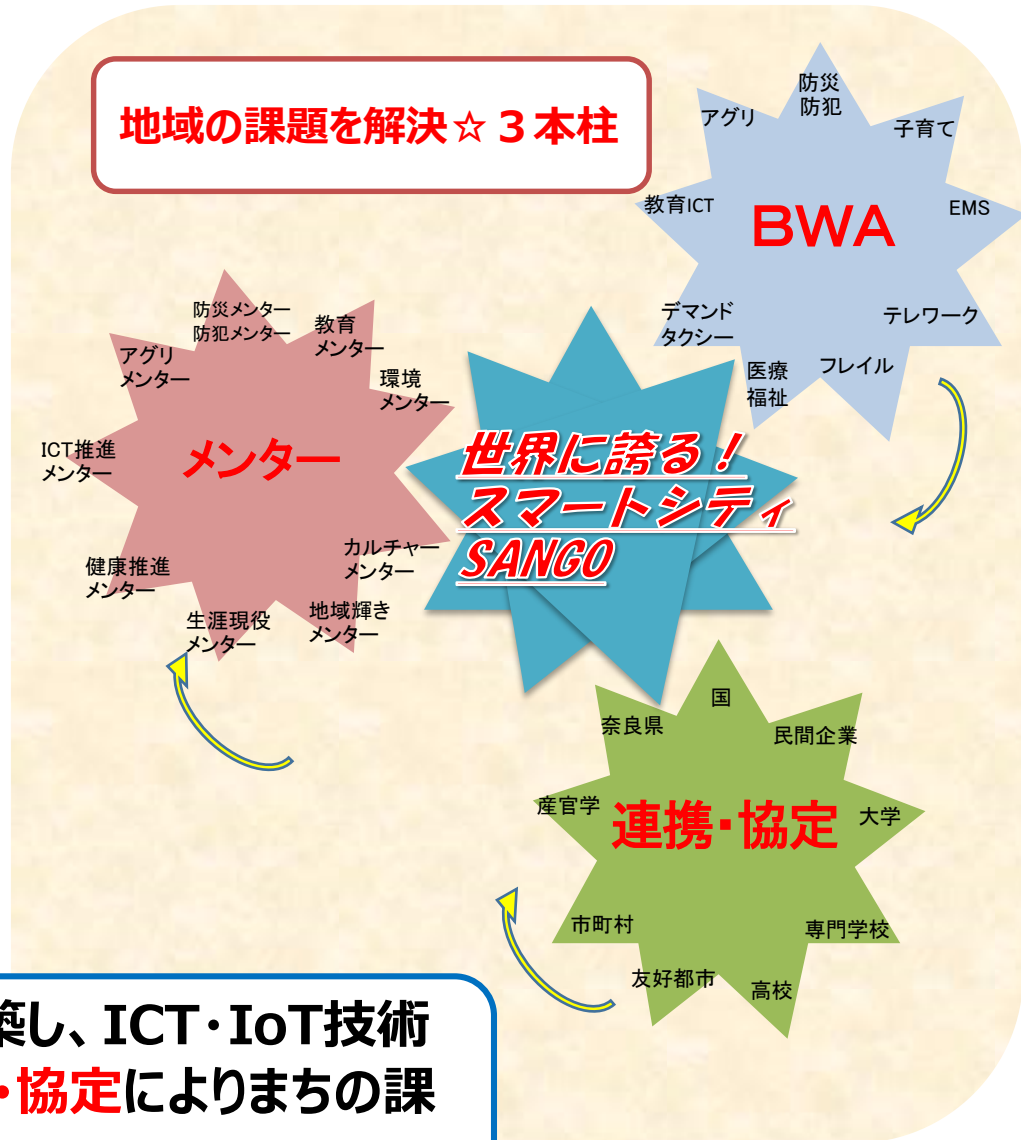 地域の課題を解決☆３本柱
防災
防犯
アグリ
子育て
教育ICT
BWA
EMS
デマンド
タクシー
テレワーク
医療
福祉
フレイル
防災メンター
防犯メンター
教育
メンター
アグリ
メンター
環境
メンター
ICT推進
メンター
メンター
健康推進
メンター
カルチャー
メンター
生涯現役
メンター
地域輝き
メンター
世界に誇る！
スマートシティ
SANGO
国
奈良県
民間企業
産官学
連携・協定
大学
市町村
専門学校
友好都市
高校
築し、ICT・IoT技術
・協定によりまちの課